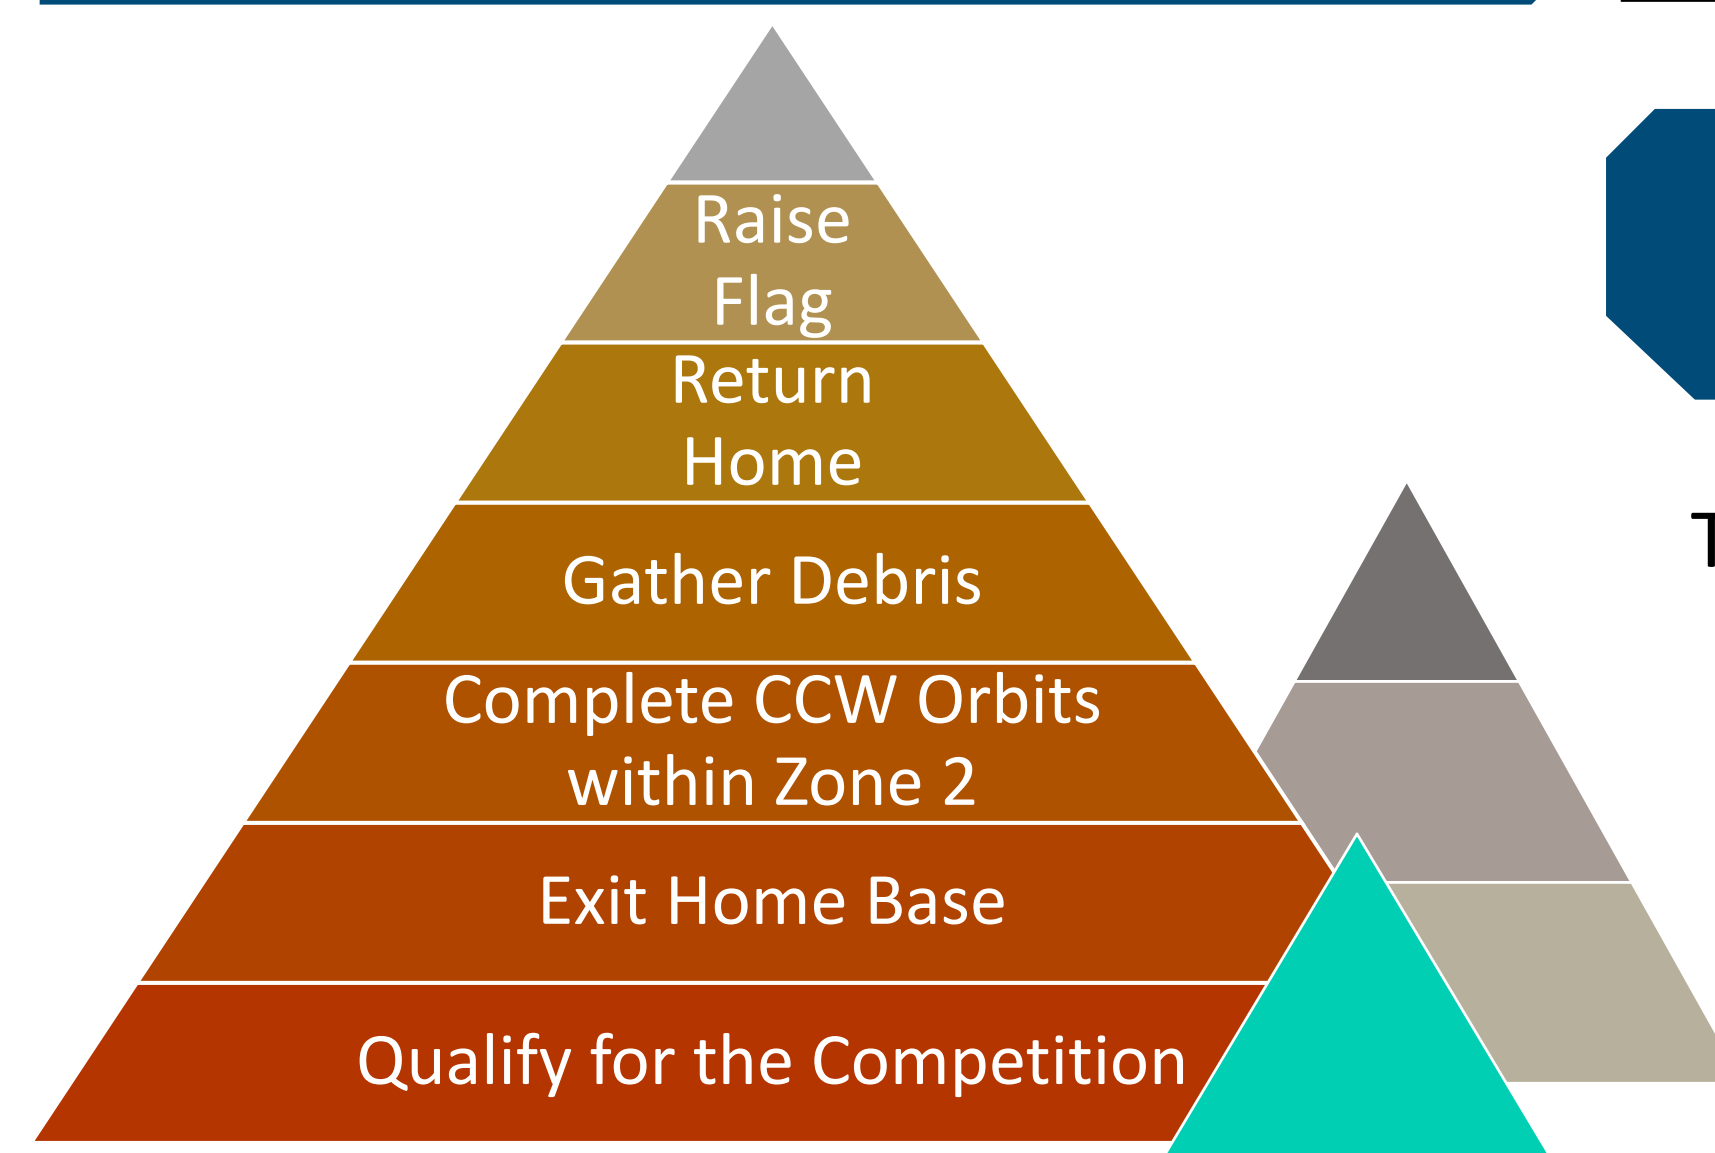 Raise
Flag
Return
Home
Gather Debris
Complete CCW Orbits
within Zone 2
Exit Home Base
Qualify for the Competition
T